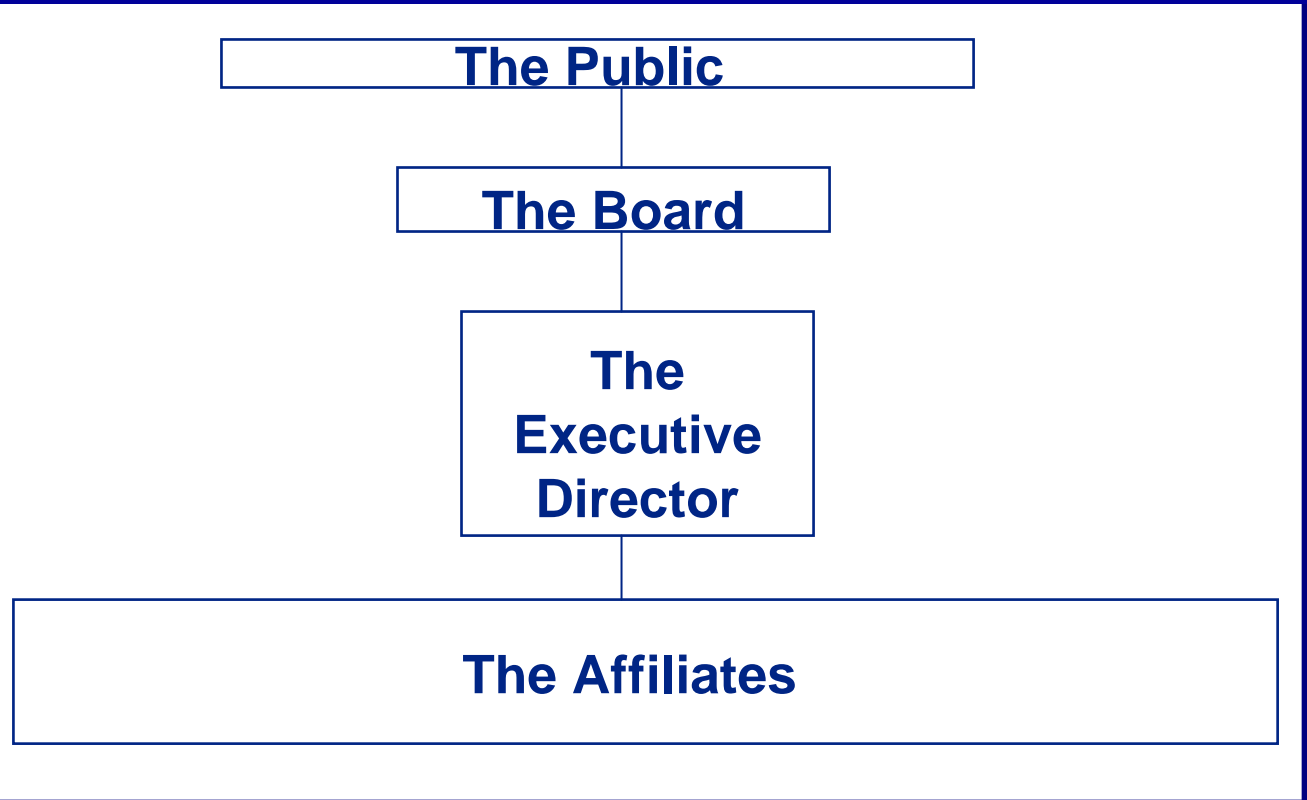 The Public
The Board
The
Executive
Director
The Affiliates